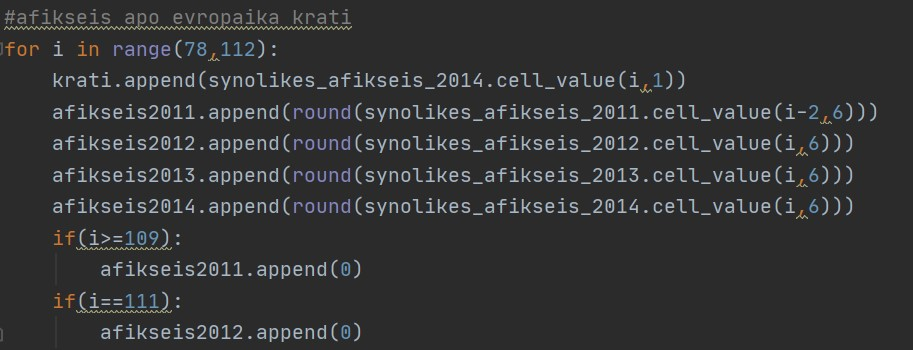 #afikseis apo evropaika krati
for i in range(78,112):
    krati.append(synolikes_afikseis_2014.cell_value(i,1))
    afikseis2011.append(round(synolikes_afikseis_2011.cell_value(i-2,6)))
    afikseis2012.append(round(synolikes_afikseis_2012.cell_value(i,6)))
    afikseis2013.append(round(synolikes_afikseis_2013.cell_value(i,6)))
    afikseis2014.append(round(synolikes_afikseis_2014.cell_value(i,6)))
    if(i>=109):
        afikseis2011.append(0)
    if(i==111):
        afikseis2012.append(0)